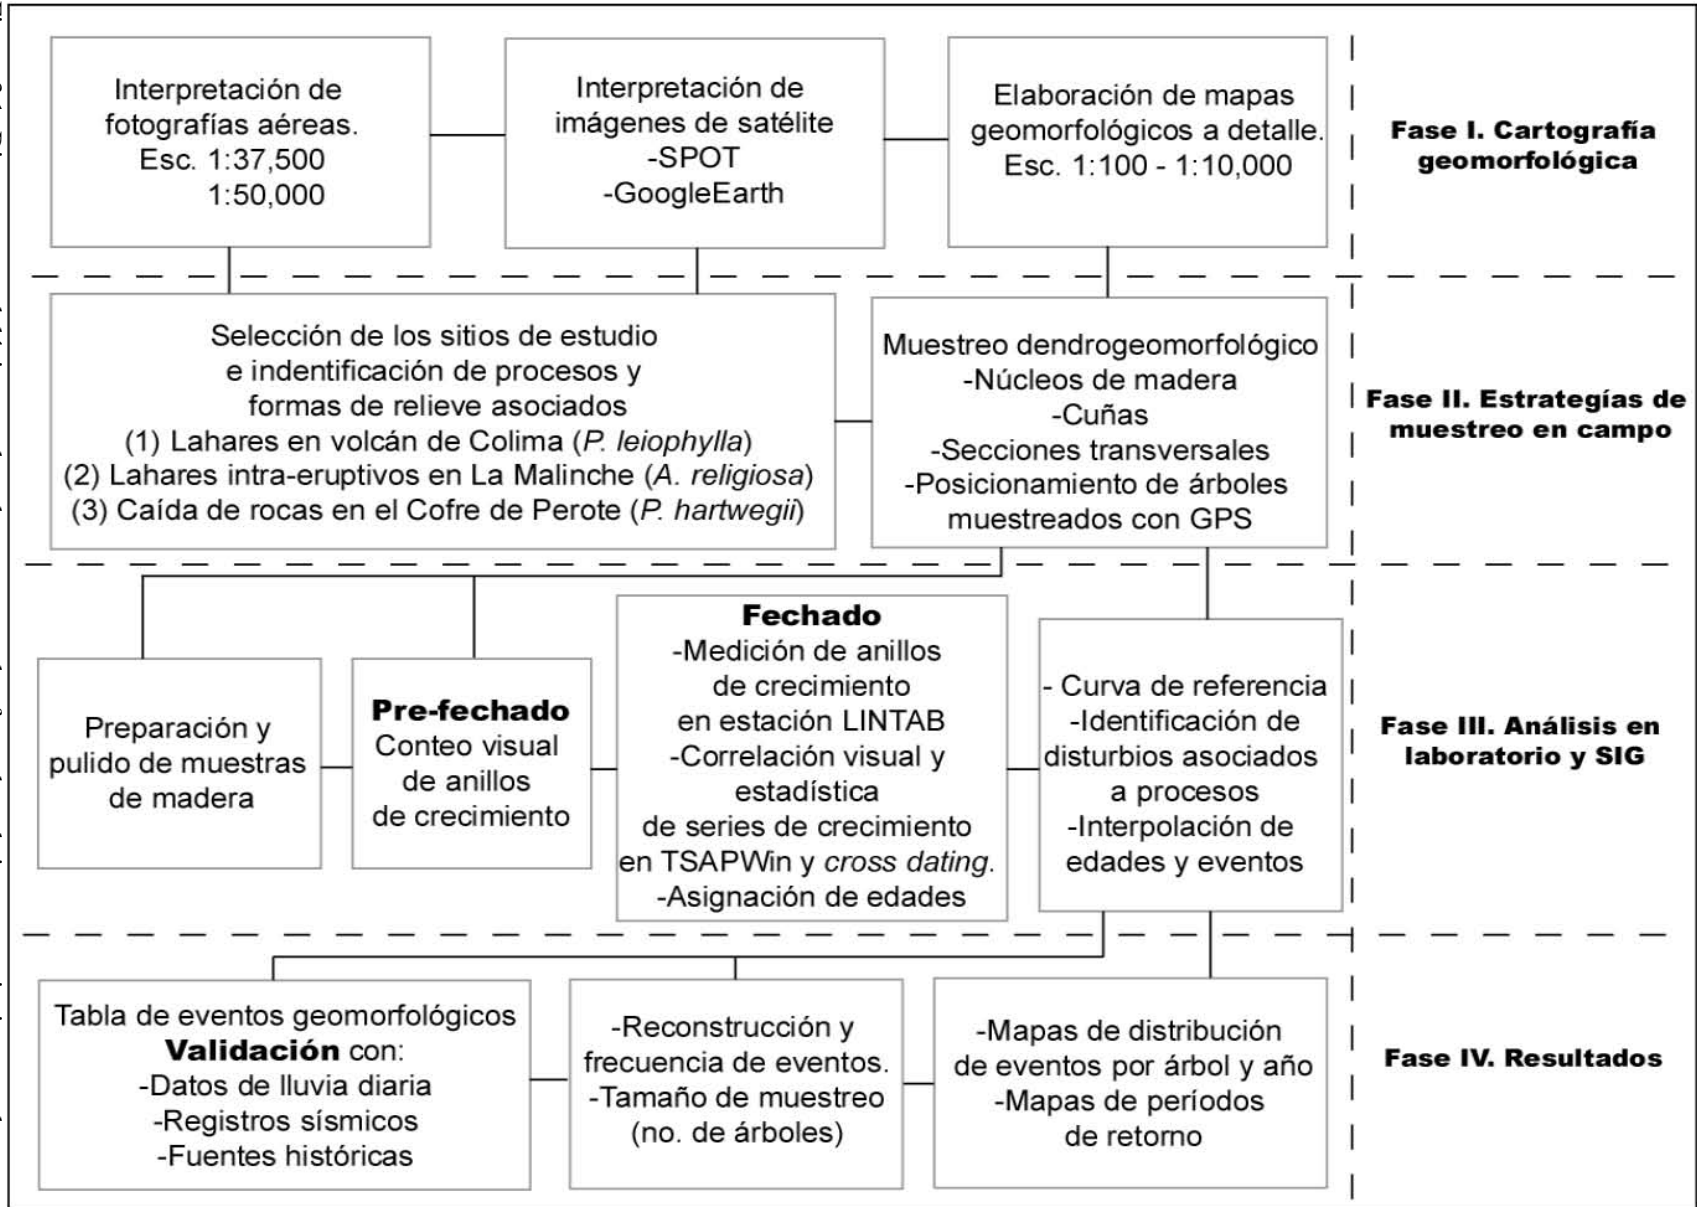 Interpretación de
fotografías aéreas.
Esc. 1:37,500
1:50,000
Interpretación de
imágenes de satélite
-SPOT
-GoogleEarth
Elaboración de mapas
geomorfológicos a detalle.
Esc. 1:100 - 1:10,000
Fase I. Cartografía
geomorfológica
Selección de los sitios de estudio
e indentificación de procesos y
formas de relieve asociados
(1) Lahares en volcán de Colima (P. leiophylla)
(2) Lahares intra-eruptivos en La Malinche (A. religiosa)
(3) Caída de rocas en el Cofre de Perote (P. hartwegii)
Muestreo dendrogeomorfológico
-Núcleos de madera
-Cuñas
-Secciones transversales
-Posicionamiento de árboles
muestreados con GPS
Fase II. Estrategías de
muestreo en campo
Preparación y
pulido de muestras
de madera
Pre-fechado
Conteo visual
de anillos
de crecimiento
Fechado
-Medición de anillos
de crecimiento
en estación LINTAB
-Correlación visual y
estadística
de series de crecimiento
en TSAPWin y cross dating.
-Asignación de edades
- Curva de referencia
-Identificación de
disturbios asociados
a procesos
-Interpolación de
edades y eventos
Fase III. Análisis en
laboratorio y SIG
Tabla de eventos geomorfológicos
Validación con:
-Datos de lluvia diaria
-Registros sísmicos
-Fuentes históricas
-Reconstrucción y
frecuencia de eventos.
-Tamaño de muestreo
(no. de árboles)
-Mapas de distribución
de eventos por árbol y año
-Mapas de períodos
de retorno
Fase IV. Resultados